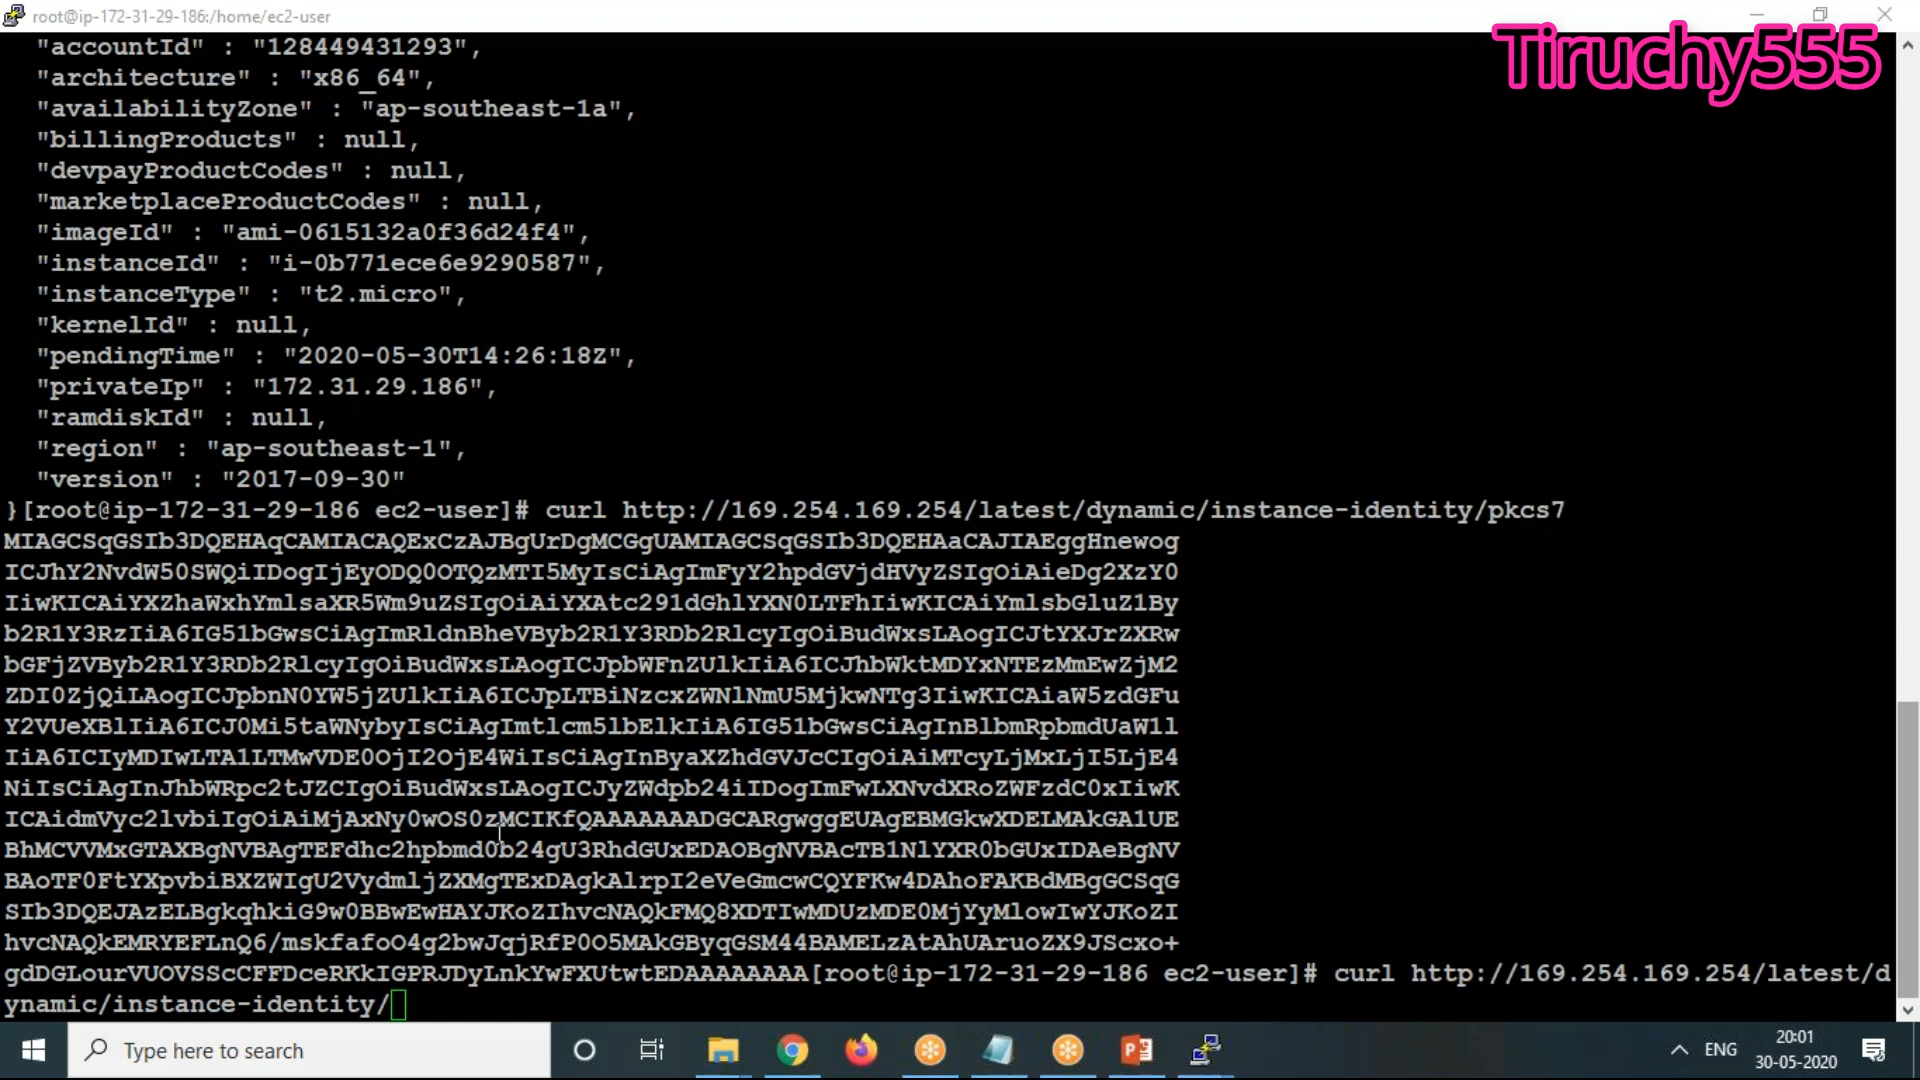 root@ip-172-31-29-186:/home/ec2-user
Tiruchy555
"accountId" : "128449431293",
"architecture" : "x86_64",
"availabilityZone" : "ap-southeast-1a",
"billingProducts" : null,
"devpayProductCodes" : null,
"marketplaceProductCodes" : null,
"imageId" : "ami-0615132a0f36d24f4",
"instanceId" : "i-0b771ece6e9290587",
"instanceType" : "t2.micro",
"kernelId" : null,
"pendingTime" : "2020-05-30T14:26:18Z",
"privateIp" : "172.31.29.186",
"ramdiskId" : null,
"region" : "ap-southeast-1",
"version" : "2017-09-30"
}[root@ip-172-31-29-186 ec2-user]# curl http://169.254.169.254/latest/dynamic/instance-identity/pkcs7
MIAGCSqGSIb3DQEHAqCAMIACAQExCzAJBgUrDgMCGgUAMIAGCSqGSIb3DQEHAaCAJIAEggHnewog
ICJhY2NvdW50SWQiIDogIjEyODQ0OTQzMTI5MyIsCiAgImFyY2hpdGVjdHVyZSIgOiAieDg2XzY0
IiwKICAiYXZhaWxhYmlsaXR5Wm9uZSIgOiAiYXAtc291dGhlYXN0LTFhIiwKICAiYmlsbGluZ1By
b2R1Y3RzIiA6IG51bGwsCiAgImRldnBheVByb2R1Y3RDb2RlcyIgOiBudWxsLAogICJtYXJrZXRw
bGFjZVByb2R1Y3RDb2RlcyIgOiBudWxsLAogICJpbWFnZUlkIiA6ICJhbWktMDYxNTEzMmEwZjM2
ZDI0ZjQiLAogICJpbnN0YW5jZUlkIiA6ICJpLTBiNzcxZWNlNmU5MjkwNTg3IiwKICAiaW5zdGFu
Y2VUeXBlIiA6ICJ0Mi5taWNybyIsCiAgImtlcm5lbElkIiA6IG51bGwsCiAgInBlbmRpbmdUaW1l
IiA6ICIyMDIwLTA1LTMwVDE0OjI2OjE4WiIsCiAgInByaXZhdGVJcCIgOiAiMTcyLjMxLjI5LjE4
NiIsCiAgInJhbWRpc2tJZCIgOiBudWxsLAogICJyZWdpb24iIDogImFwLXNvdXRoZWFzdC0xIiwK
ICAidmVyc2lvbiIgOiAiMjAxNy0wOS0zMCIKfQAAAAAAADGCARgwggEUAgEBMGkwXDELMAkGA1UE
BhMCVVMxGTAXBgNVBAgTEFdhc2hpbmd0b24gU3RhdGUxEDAOBgNVBAcTB1NlYXR0bGUxIDAeBgNV
BAoTF0FtYXpvbiBXZWIgU2VydmljZXMgTExDAgkAlrpI2eVeGmcwCQYFKw4DAhoFAKBdMBgGCSqG
SIb3DQEJAzELBgkqhkiG9w0BBwEwHAYJKoZIhvcNAQkFMQ8XDTIwMDUzMDE0MjYyMlowIwYJKoZI
hvcNAQkEMRYEFLnQ6/mskfafoO4g2bwJqjRfP0O5MAkGByqGSM44BAMELzAtAhUAruoZX9JScxo+
gdDGLourVUOVSScCFFDceRKkIGPRJDyLnkYwFXUtwtEDAAAAAAAA[root@ip-172-31-29-186 ec2-user]# curl http://169.254.169.254/latest/d
ynamic/instance-identity/
Type here to search
ENG
20:01
30-05-2020